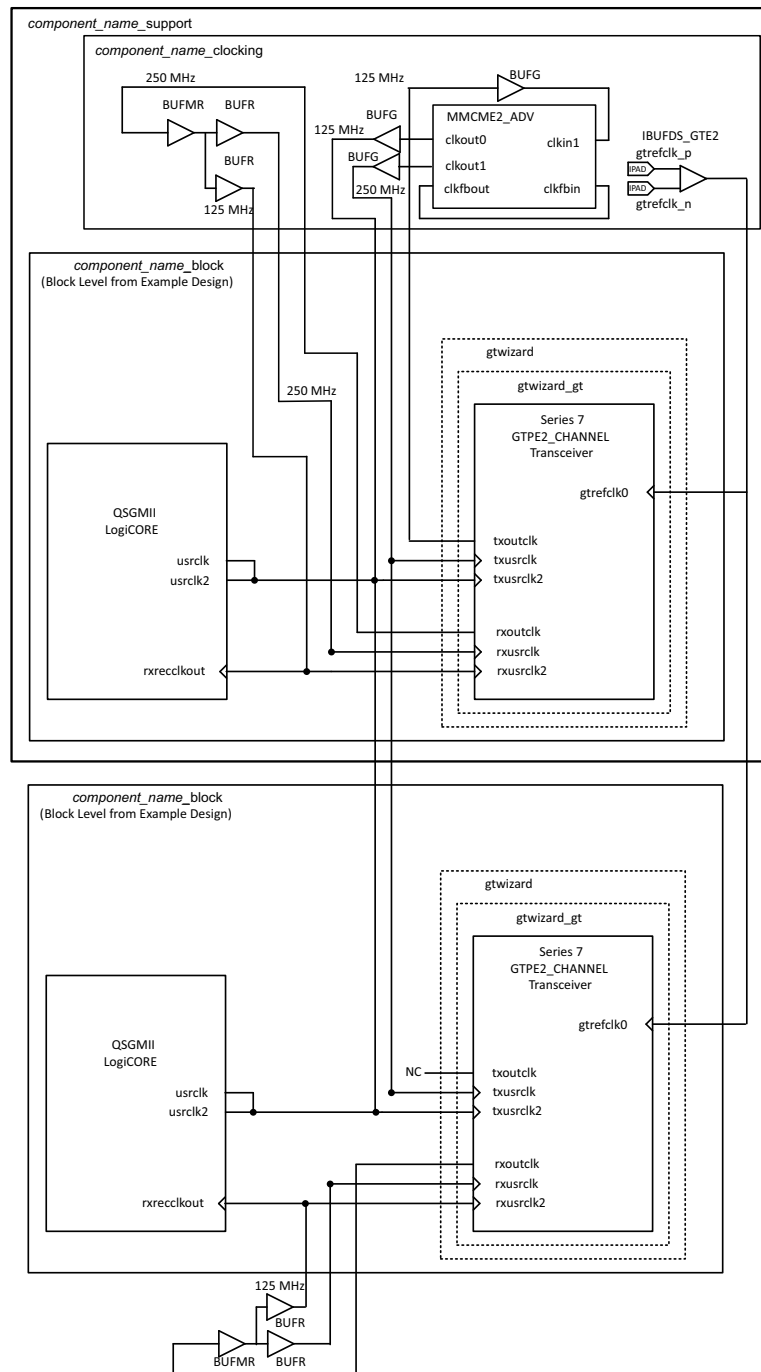 component_name_support
component_name_clocking
250 MHz
BUFMR
BUFR
BUFR
125 MHz
125 MHz
BUFG
BUFG
125 MHz
BUFG
250 MHz
MMCME2_ADV
clkout0
clkin1
clkout1
clkfbout
clkfbin
IBUFDS_GTE2
gtrefclk_p
IPAD
IPAD
gtrefclk_n
component_name_block
(Block Level from Example Design)
gtwizard
gtwizard_gt
250 MHz
Series 7
GTPE2_CHANNEL
Transceiver
gtrefclk0
QSGMII
LogiCORE
txoutclk
usrclk
txusrclk
usrclk2
txusrclk2
rxoutclk
rxusrclk
rxrecclkout
rxusrclk2
component_name_block
(Block Level from Example Design)
gtwizard
gtwizard_gt
Series 7
GTPE2_CHANNEL
Transceiver
gtrefclk0
QSGMII
LogiCORE
NC
txoutclk
usrclk
txusrclk
usrclk2
txusrclk2
rxoutclk
rxusrclk
rxrecclkout
rxusrclk2
125 MHz
BUFR
BUFMR
BUFR